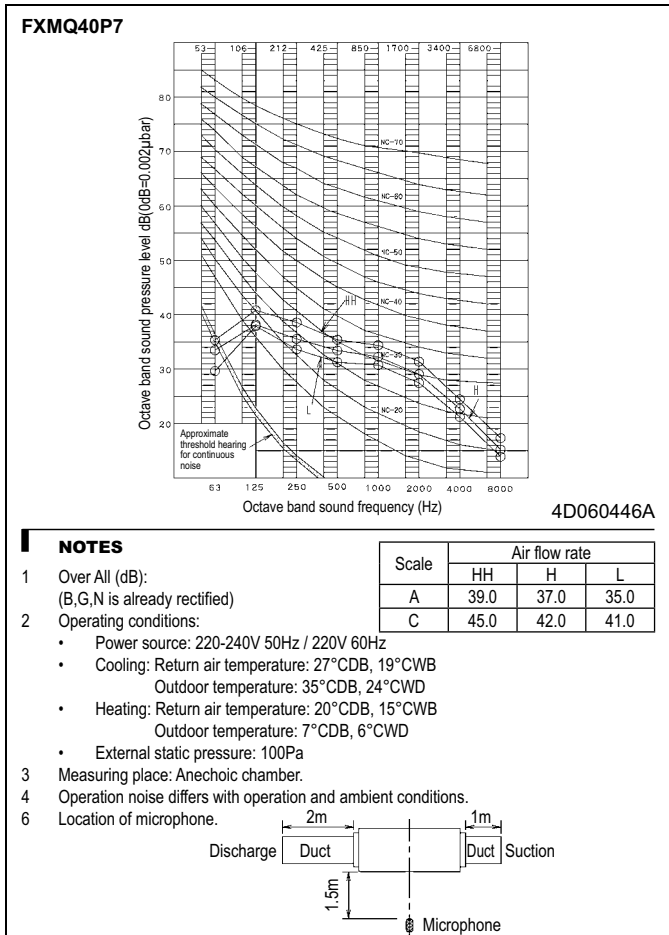 FXMQ40P7
53 106 212 425 850 1700 3400 6800
80
70
60
50
40
30
20
NC-70
NC-60
NC-50
NC-40
NC-30
NC-20
HH
H
L
Octave band sound pressure level dB(0dB=0.002µbar)
Approximate
threshold hearing
for continuous
noise
63 125 250 500 1000 2000 4000 8000
Octave band sound frequency (Hz)
4D060446A
NOTES
1 Over All (dB):
(B,G,N is already rectified)
Scale Air flow rate
HH H L
A 39.0 37.0 35.0
C 45.0 42.0 41.0
2 Operating conditions:
• Power source: 220-240V 50Hz / 220V 60Hz
• Cooling: Return air temperature: 27°CDB, 19°CWB
Outdoor temperature: 35°CDB, 24°CWD
• Heating: Return air temperature: 20°CDB, 15°CWB
Outdoor temperature: 7°CDB, 6°CWD
• External static pressure: 100Pa
3 Measuring place: Anechoic chamber.
4 Operation noise differs with operation and ambient conditions.
6 Location of microphone.
2m 1m
Discharge Duct Duct Suction
1.5m
Microphone